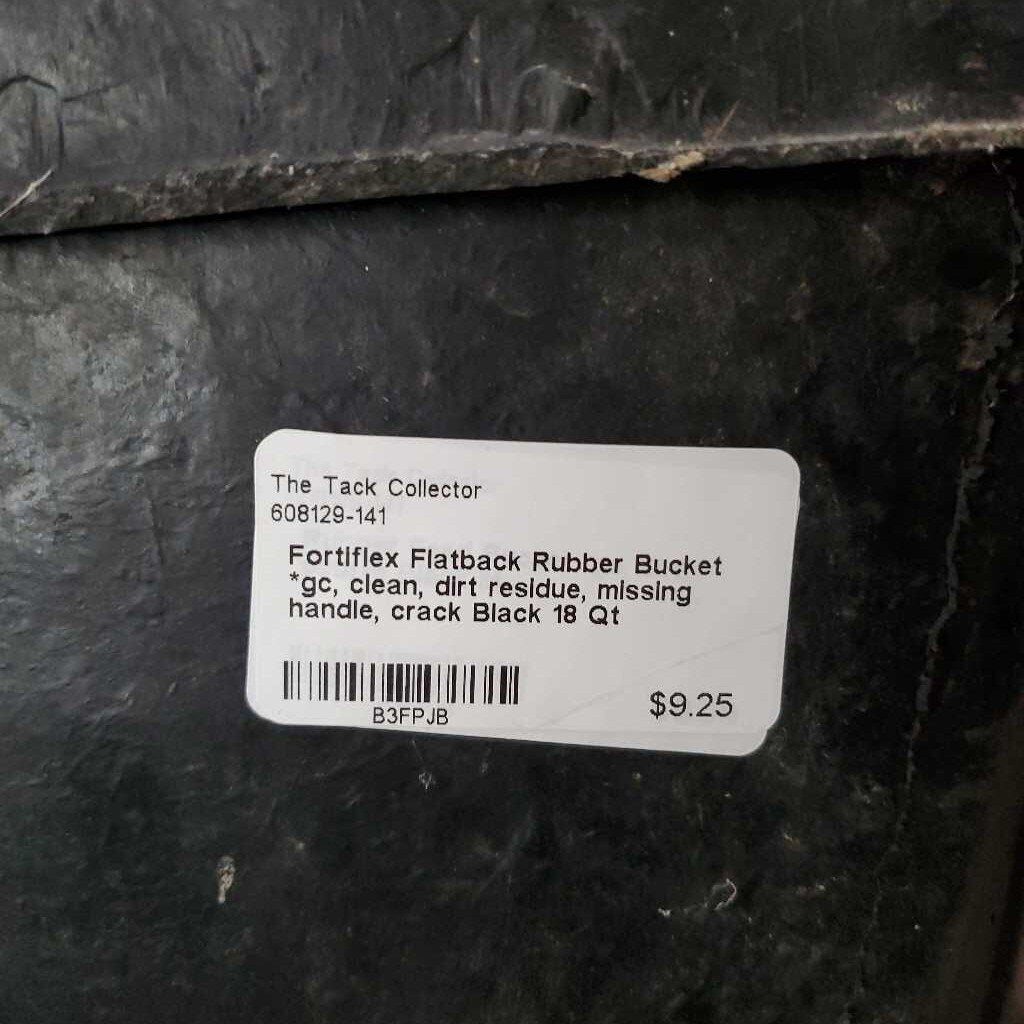 The Tack Collector
608129-141
Fortiflex Flatback Rubber Bucket
*gc, clean, dirt residue, missing
handle, crack Black 18 Qt
B3FPJB
$9.25